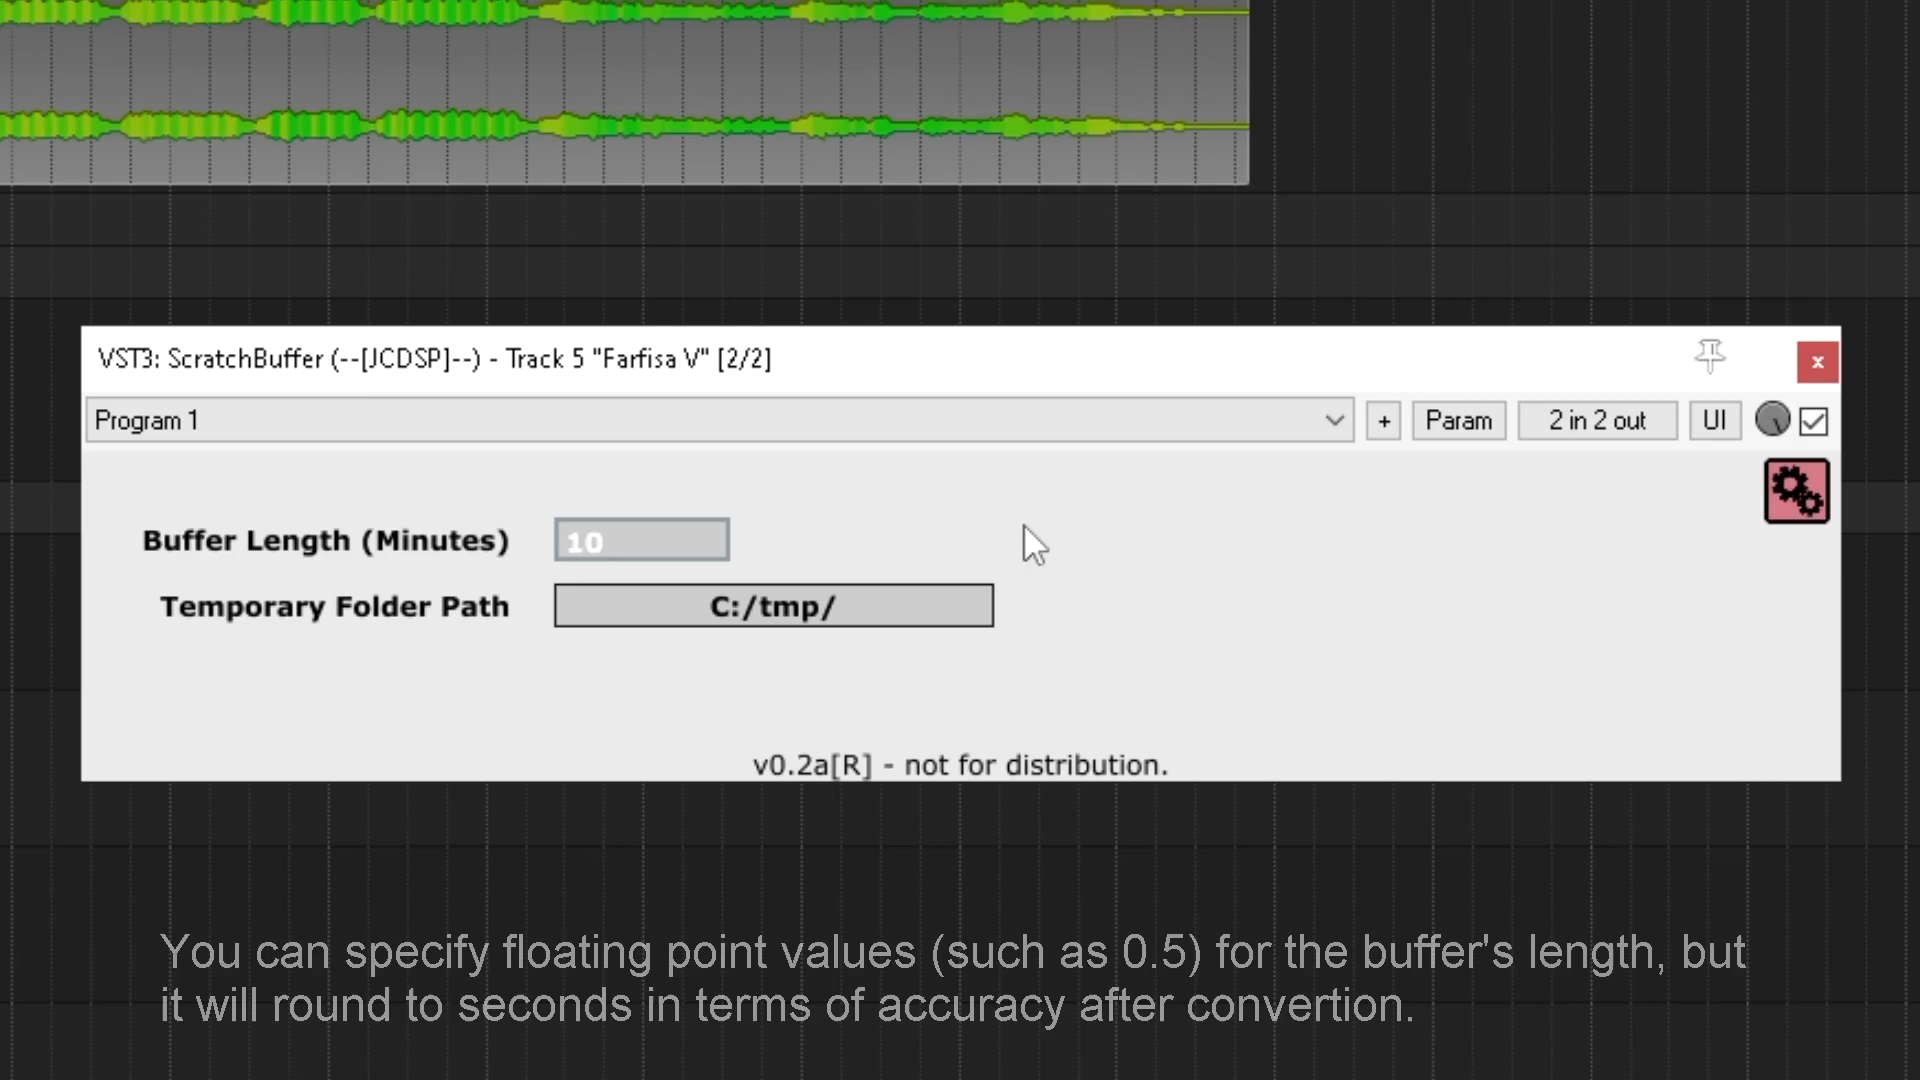 VST3: ScratchBuffer (--[JCDSP]--) - Track 5 "Farfisa V" [2/2]
x
Program 1
+
Param
2 in 2 out
UI
Buffer Length (Minutes)
10
Temporary Folder Path
C:/tmp/
v0.2a[R] - not for distribution.
You can specify floating point values (such as 0.5) for the buffer's length, but
it will round to seconds in terms of accuracy after convertion.